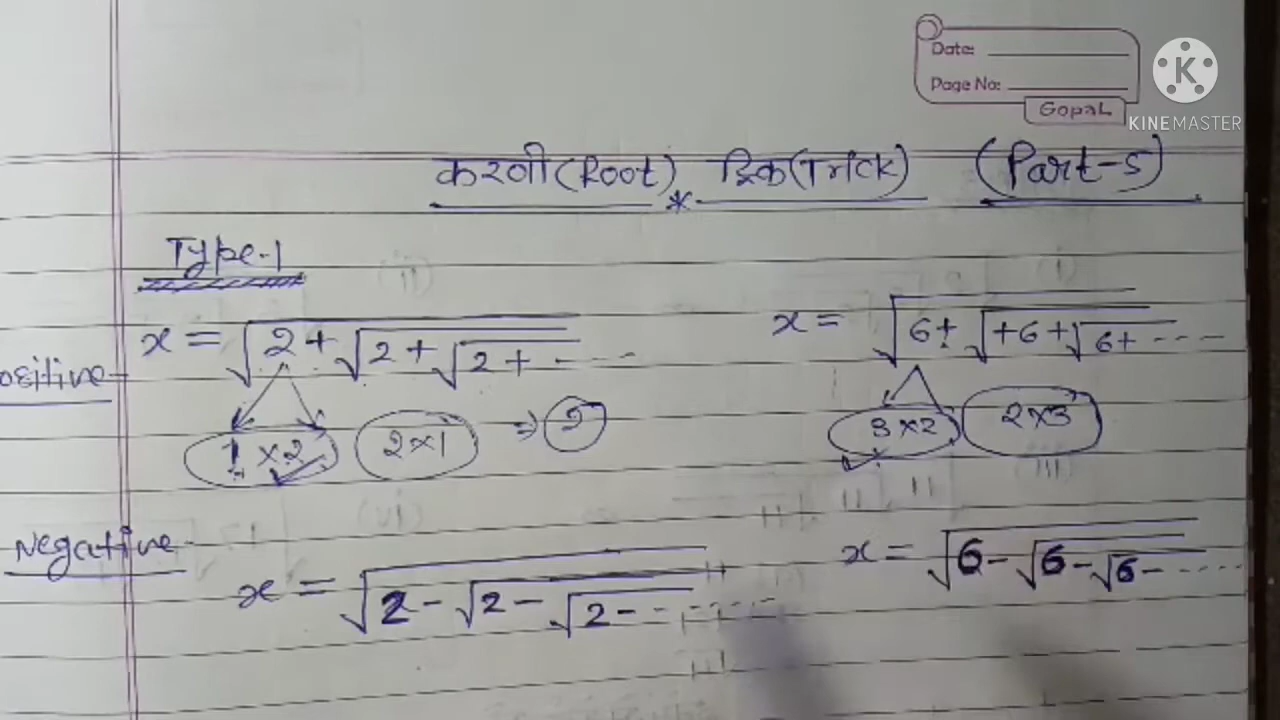 Date:
Page No:
GopaL
KINEMASTER
करणी (Root) * ट्रिक (Trick) (Part-5)
Type-1
x = √2 + √2 + √2 + ------
x = √6+ √+6 + √6+ ---
ositive
1 × 2 2×1 ⇒ 2
3×2 2×3
Negative
x = √2 - √2 - √2 - --------
x = √6 - √6 - √6 - -----